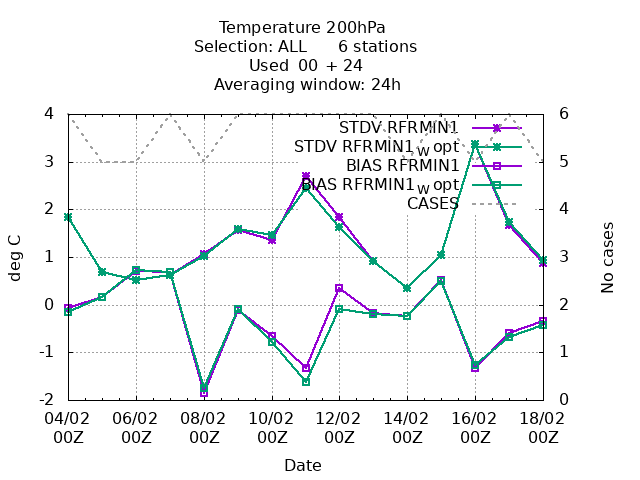 Temperature 200hPa
Selection: ALL 6 stations
Used 00 + 24
Averaging window: 24h
STDV RFRMIN1
STDV RFRMIN1 w opt
BIAS RFRMIN1
BIAS RFRMIN1 w opt
CASES
4
3
2
1
0
-1
-2
deg C
6
5
4
3
2
1
0
No cases
04/02 06/02 08/02 10/02 12/02 14/02 16/02 18/02
00Z 00Z 00Z 00Z 00Z 00Z 00Z 00Z
Date